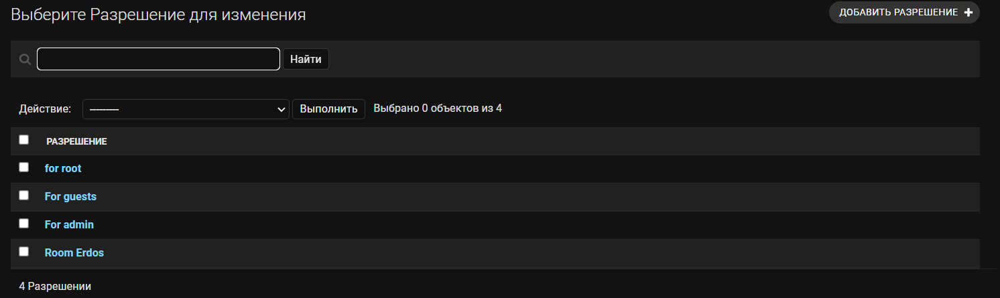 Выберите Разрешение для изменения
ДОБАВИТЬ РАЗРЕШЕНИЕ +
Найти
Действие: --------- Выполнить Выбрано 0 объектов из 4
РАЗРЕШЕНИЕ
for root
For guests
For admin
Room Erdos
4 Разрешении